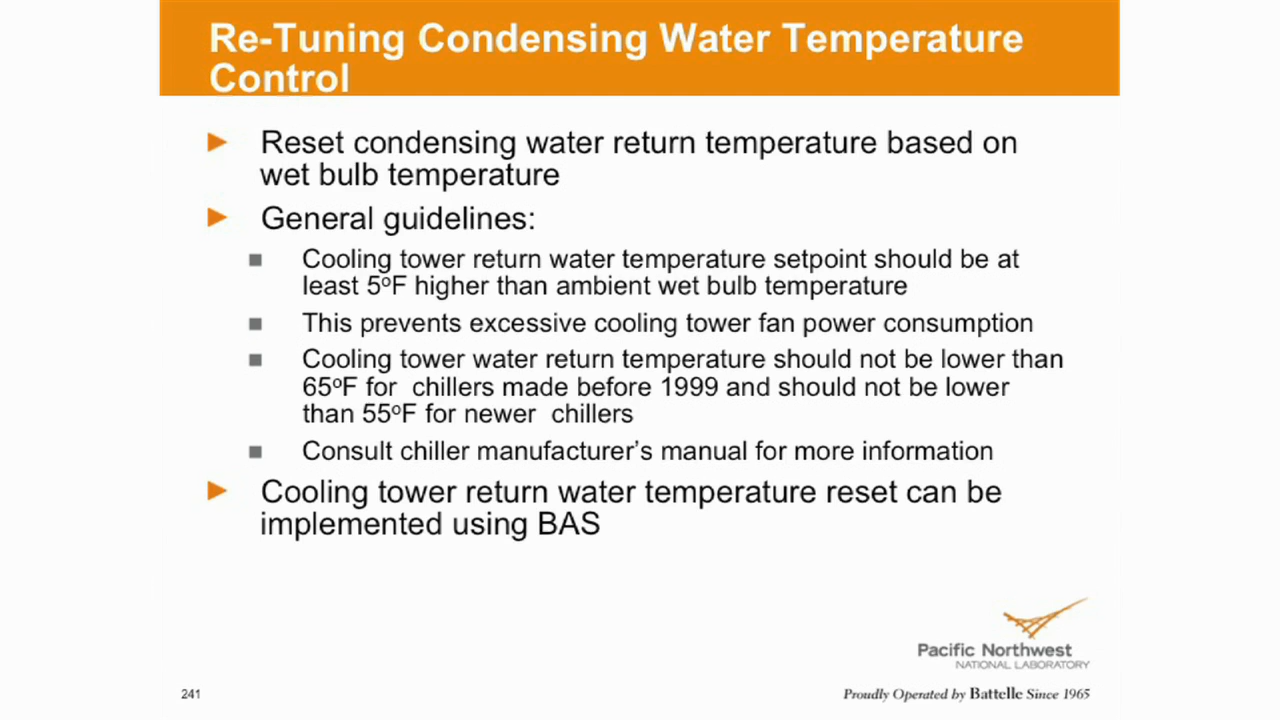 Re-Tuning Condensing Water Temperature
Control
Reset condensing water return temperature based on
wet bulb temperature
General guidelines:
Cooling tower return water temperature setpoint should be at
least 5ºF higher than ambient wet bulb temperature
This prevents excessive cooling tower fan power consumption
Cooling tower water return temperature should not be lower than
65ºF for chillers made before 1999 and should not be lower
than 55ºF for newer chillers
Consult chiller manufacturer’s manual for more information
Cooling tower return water temperature reset can be
implemented using BAS
Pacific Northwest
NATIONAL LABORATORY
241
Proudly Operated by Battelle Since 1965